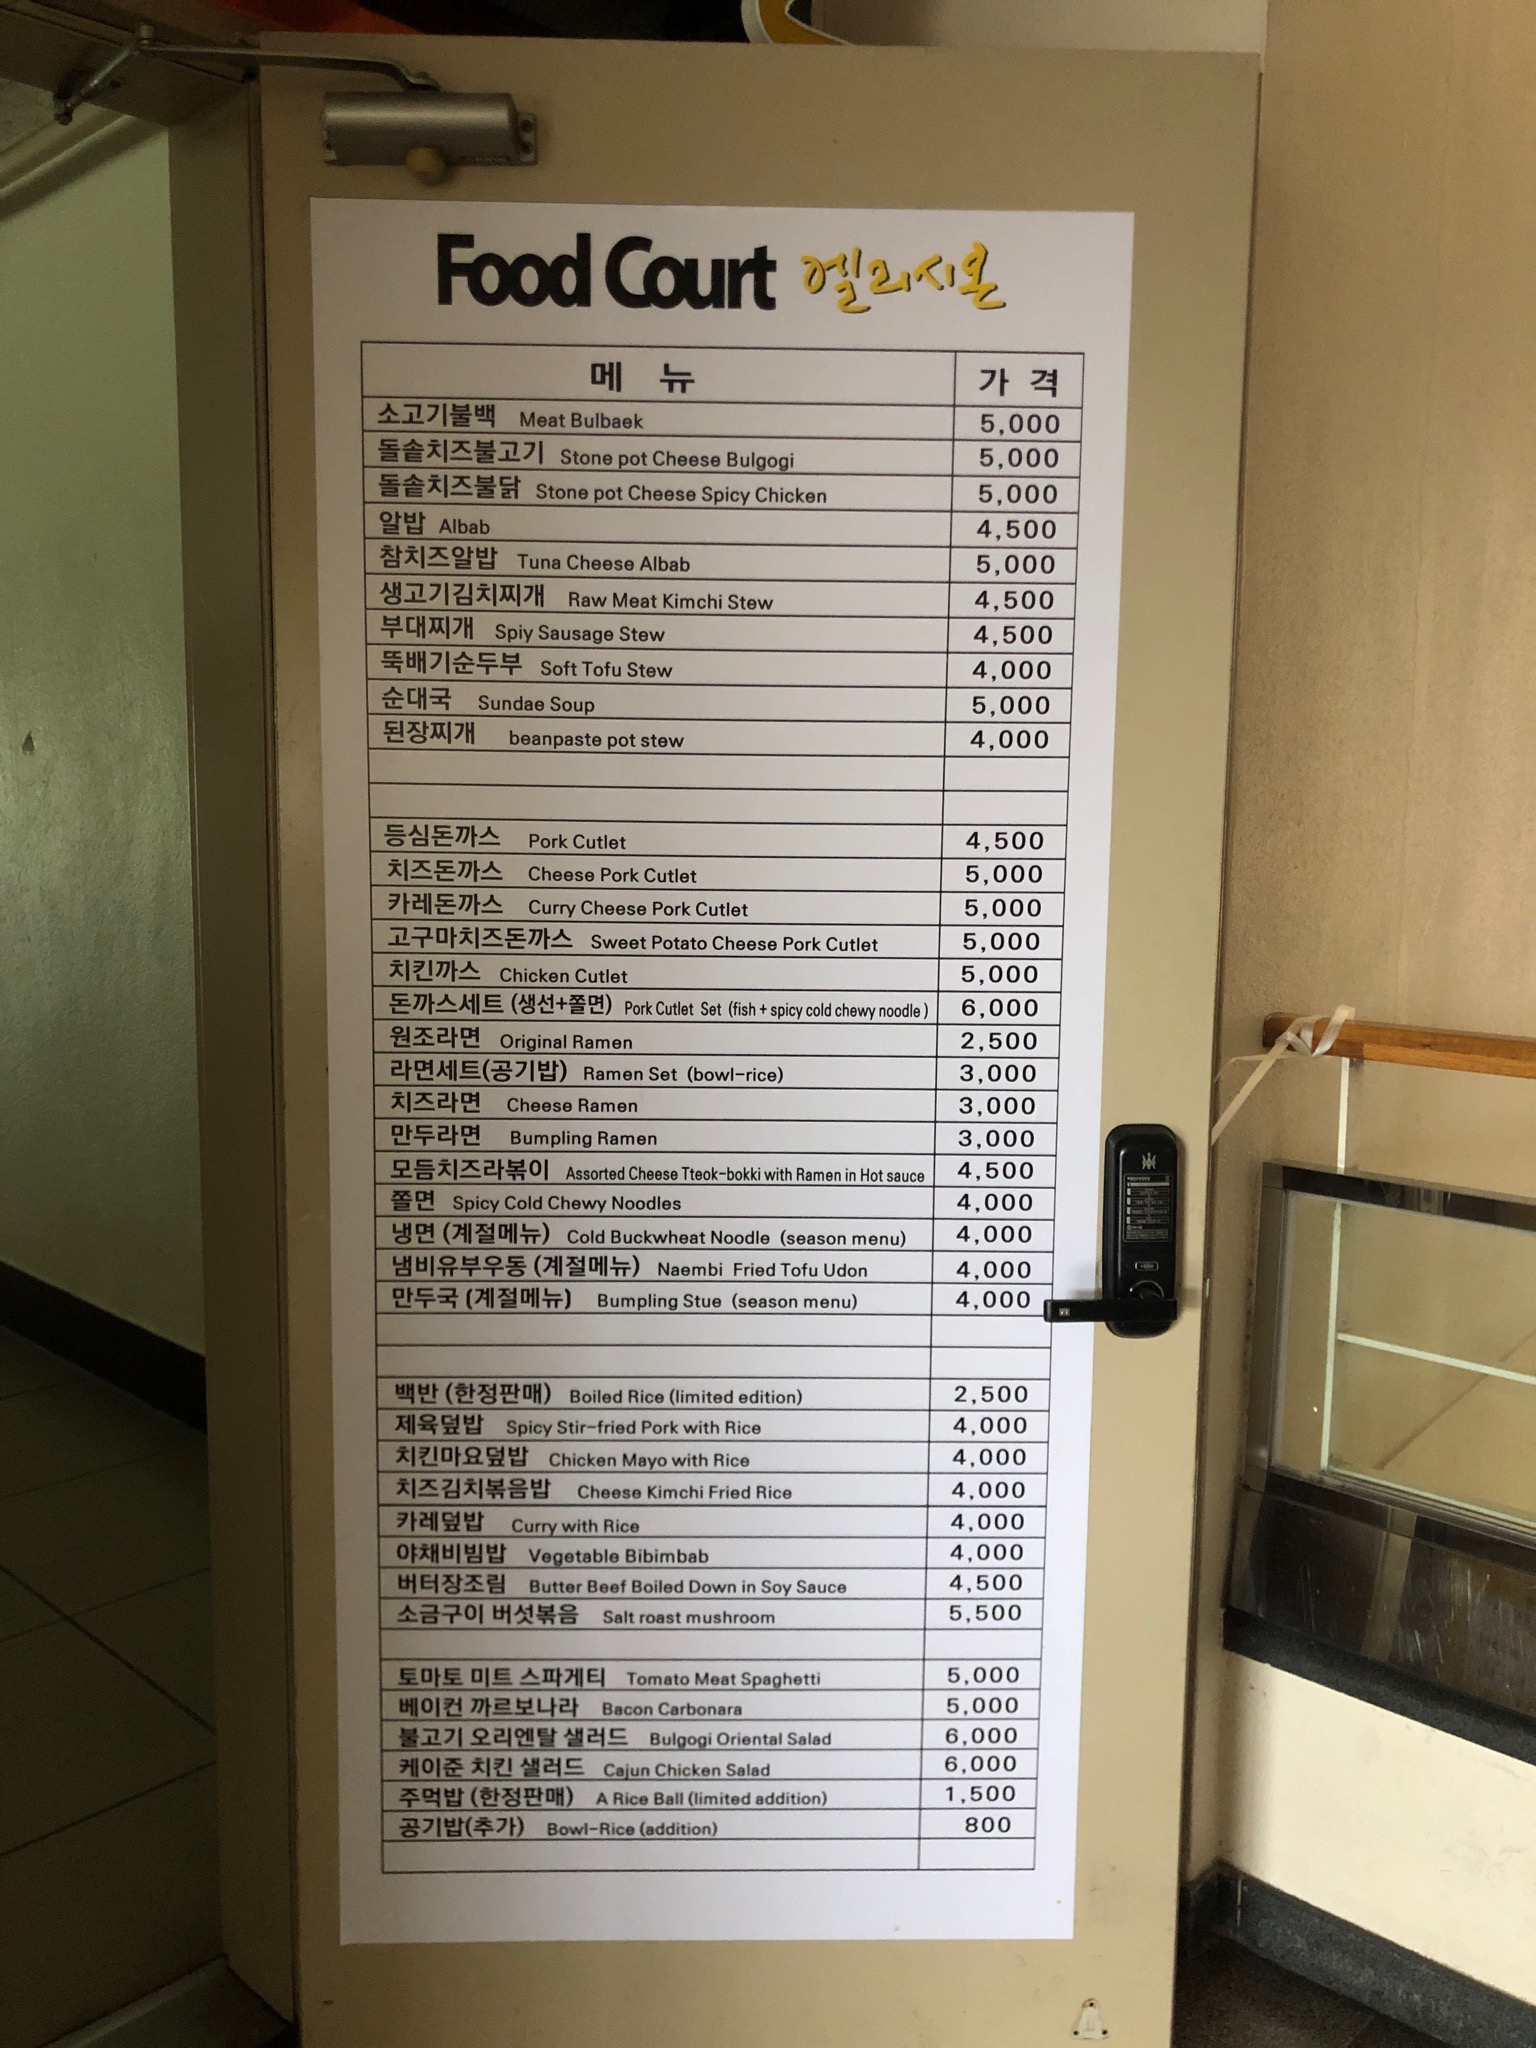 Food Court 엘리시온
메 뉴 가 격
소고기불백 Meat Bulbaek 5,000
돌솥치즈불고기 Stone pot Cheese Bulgogi 5,000
돌솥치즈불닭 Stone pot Cheese Spicy Chicken 5,000
알밥 Albab 4,500
참치즈알밥 Tuna Cheese Albab 5,000
생고기김치찌개 Raw Meat Kimchi Stew 4,500
부대찌개 Spiy Sausage Stew 4,500
뚝배기순두부 Soft Tofu Stew 4,000
순대국 Sundae Soup 5,000
된장찌개 beanpaste pot stew 4,000
등심돈까스 Pork Cutlet 4,500
치즈돈까스 Cheese Pork Cutlet 5,000
카레돈까스 Curry Cheese Pork Cutlet 5,000
고구마치즈돈까스 Sweet Potato Cheese Pork Cutlet 5,000
치킨까스 Chicken Cutlet 5,000
돈까스세트 (생선+쫄면) Pork Cutlet Set (fish + spicy cold chewy noodle) 6,000
원조라면 Original Ramen 2,500
라면세트(공기밥) Ramen Set (bowl-rice) 3,000
치즈라면 Cheese Ramen 3,000
만두라면 Bumpling Ramen 3,000
모듬치즈라볶이 Assorted Cheese Tteok-bokki with Ramen in Hot sauce 4,500
쫄면 Spicy Cold Chewy Noodles 4,000
냉면 (계절메뉴) Cold Buckwheat Noodle (season menu) 4,000
냄비유부우동 (계절메뉴) Naembi Fried Tofu Udon 4,000
만두국 (계절메뉴) Bumpling Stue (season menu) 4,000
백반 (한정판매) Boiled Rice (limited edition) 2,500
제육덮밥 Spicy Stir-fried Pork with Rice 4,000
치킨마요덮밥 Chicken Mayo with Rice 4,000
치즈김치볶음밥 Cheese Kimchi Fried Rice 4,000
카레덮밥 Curry with Rice 4,000
야채비빔밥 Vegetable Bibimbab 4,000
버터장조림 Butter Beef Boiled Down in Soy Sauce 4,500
소금구이 버섯볶음 Salt roast mushroom 5,500
토마토 미트 스파게티 Tomato Meat Spaghetti 5,000
베이컨 까르보나라 Bacon Carbonara 5,000
불고기 오리엔탈 샐러드 Bulgogi Oriental Salad 6,000
케이준 치킨 샐러드 Cajun Chicken Salad 6,000
주먹밥 (한정판매) A Rice Ball (limited addition) 1,500
공기밥(추가) Bowl-Rice (addition) 800